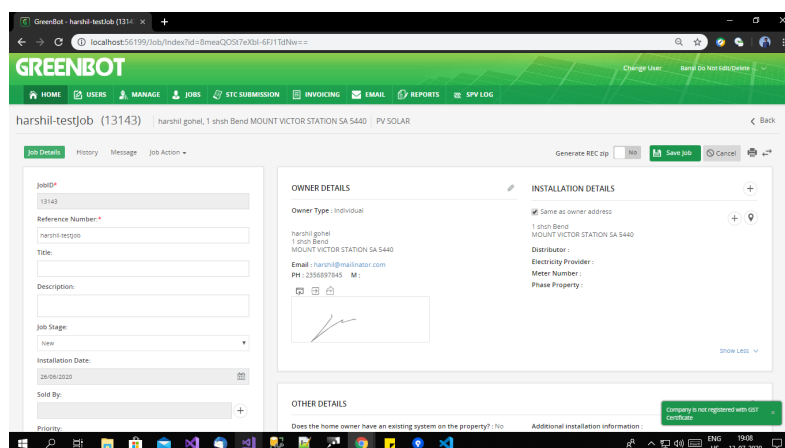 GreenBot - harshil-testJob (1314
localhost:56199/Job/Index?id=8meaQOSt7eXbI-6FJ1TdNw==
GREENBOT
Change User
Bansi Do Not Edit/Delete
HOME USERS MANAGE JOBS STC SUBMISSION INVOICING EMAIL REPORTS SPV LOG
harshil-testJob (13143) harshil gohel, 1 shsh Bend MOUNT VICTOR STATION SA 5440 PV SOLAR
Back
Job Details History Message Job Action
Generate REC zip No Save Job Cancel
JobID*
13143
Reference Number:*
harshil-testjob
Title:
Description:
Job Stage:
New
Installation Date:
26/06/2020
Sold By:
Priority:
OWNER DETAILS
Owner Type : Individual
harshil gohel
1 shsh Bend
MOUNT VICTOR STATION SA 5440
Email : harshil@mailinator.com
PH : 2356897845 M :
INSTALLATION DETAILS
Same as owner address
1 shsh Bend
MOUNT VICTOR STATION SA 5440
Distributor :
Electricity Provider :
Meter Number :
Phase Property :
Show Less
OTHER DETAILS
Does the home owner have an existing system on the property? : No
Additional installation information :
Company is not registered with GST
Certificate
ENG
19:08